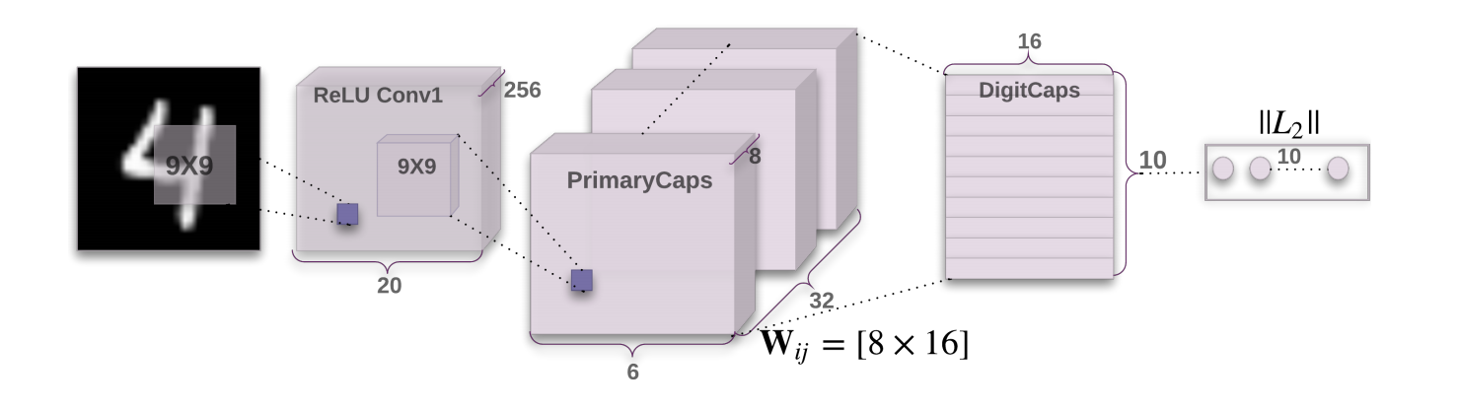 9X9
ReLU Conv1
256
9X9
20
PrimaryCaps
8
32
6
𝐖ᵢⱼ = [8 × 16]
16
DigitCaps
10
||L₂||
10